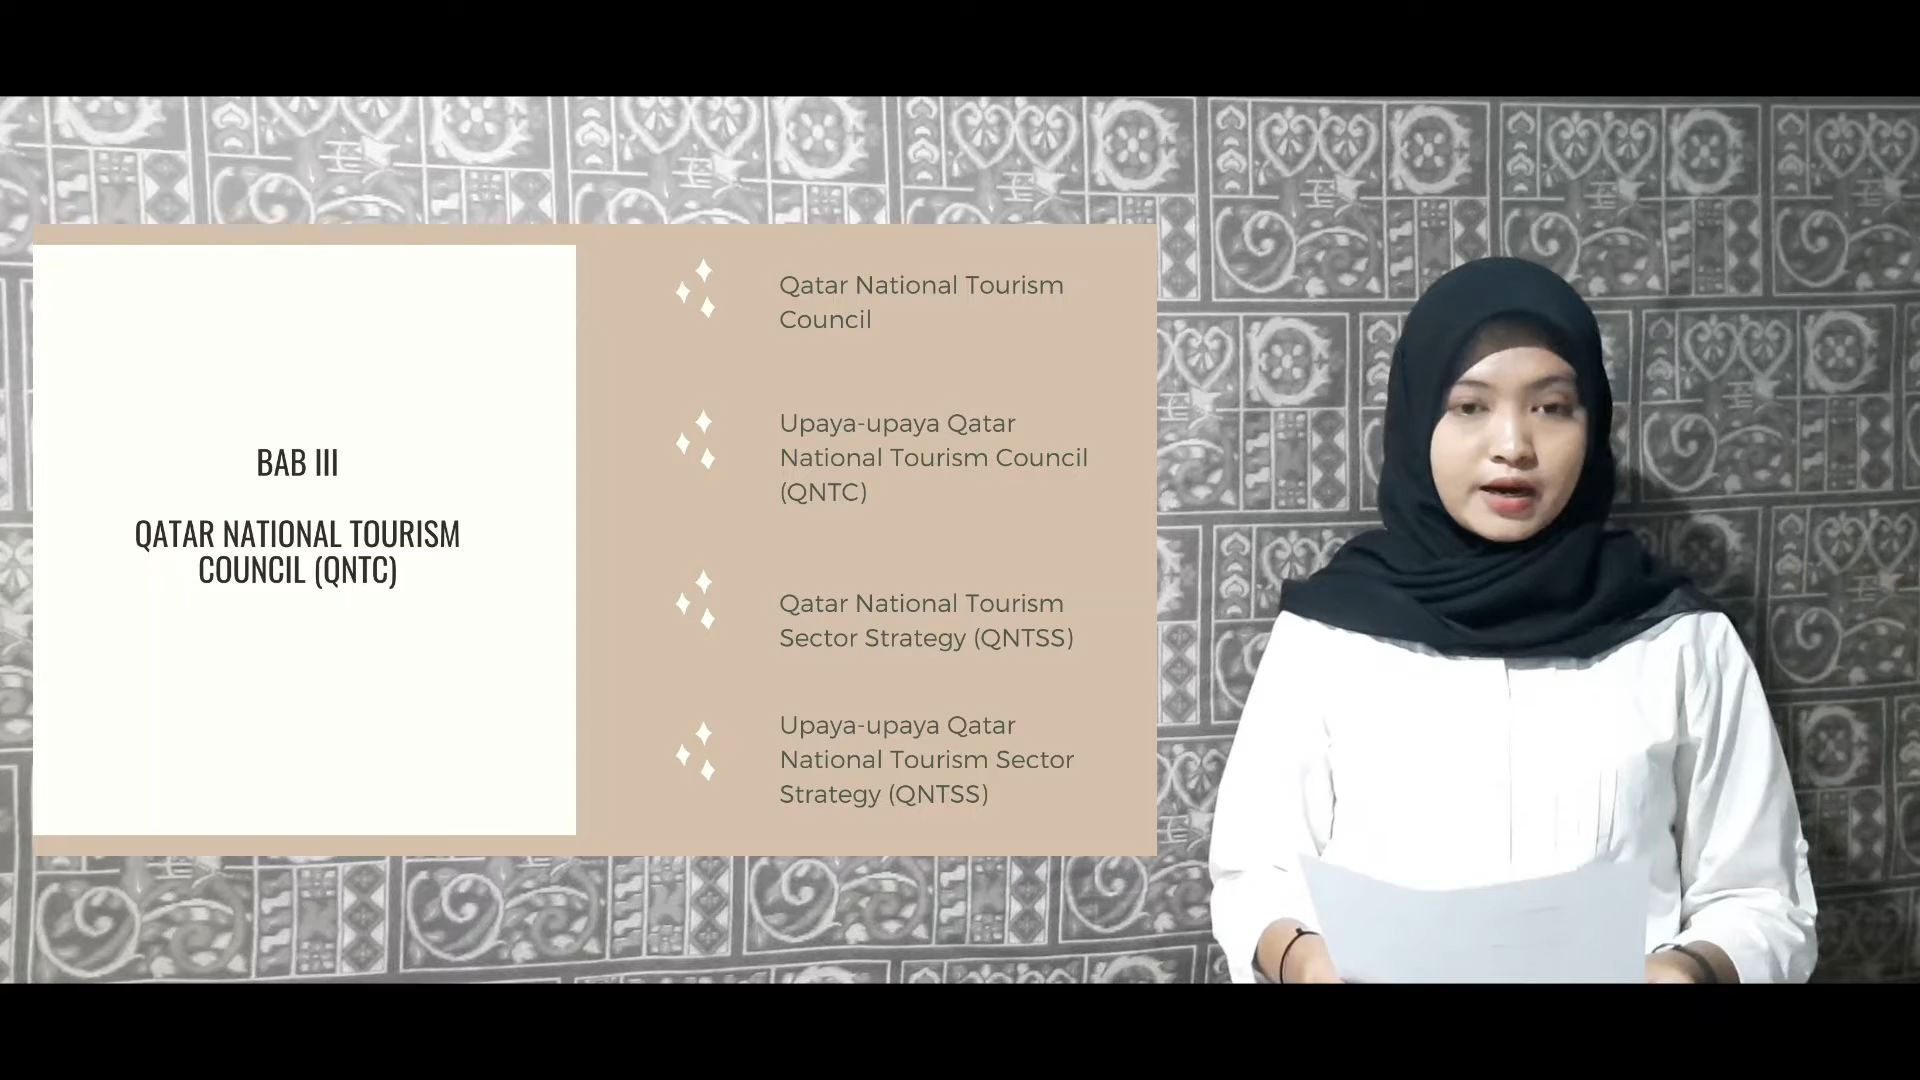 BAB III
QATAR NATIONAL TOURISM
COUNCIL (QNTC)
Qatar National Tourism
Council
Upaya-upaya Qatar
National Tourism Council
(QNTC)
Qatar National Tourism
Sector Strategy (QNTSS)
Upaya-upaya Qatar
National Tourism Sector
Strategy (QNTSS)